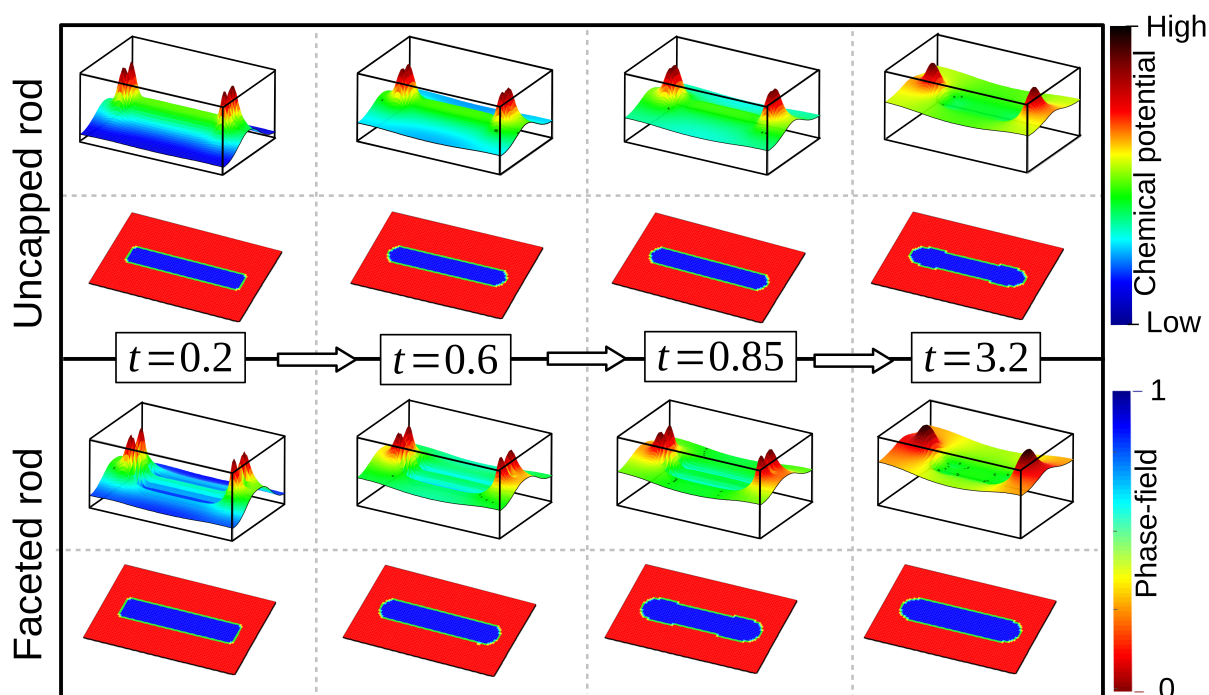 Uncapped rod
High
Chemical potential
Low
t=0.2
t=0.6
t=0.85
t=3.2
Faceted rod
1
Phase-field
0